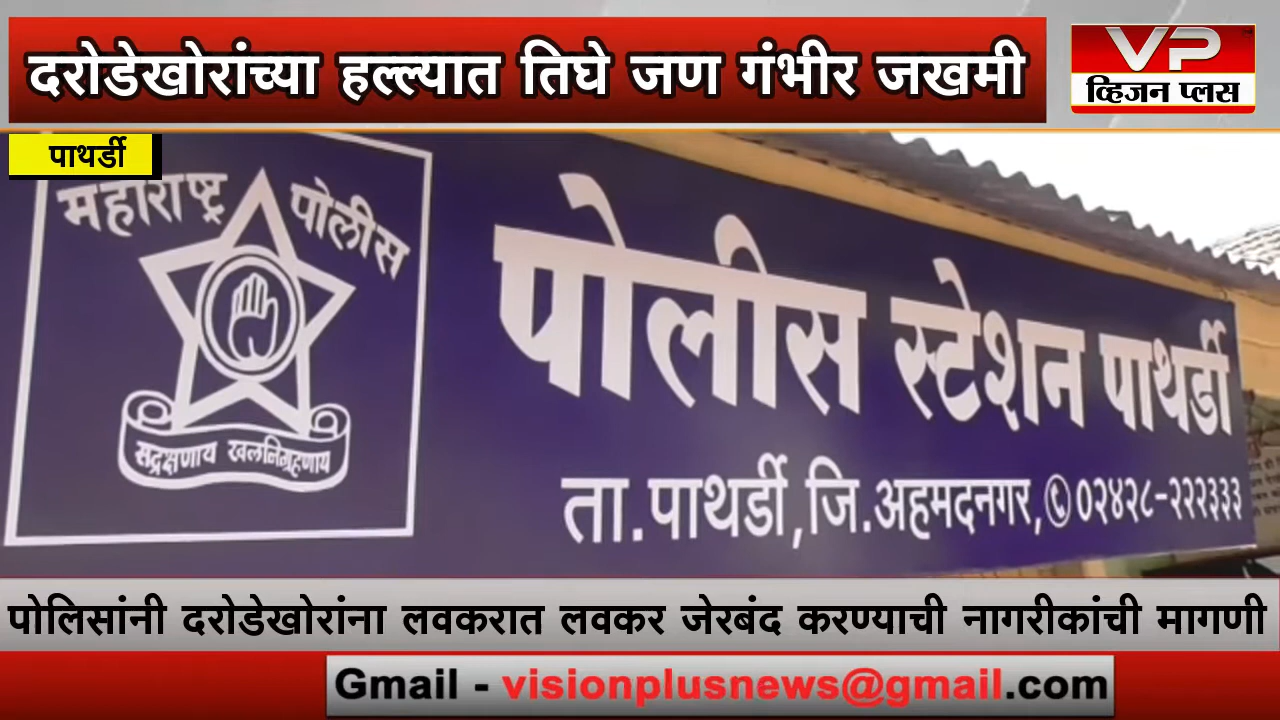 दरोडेखोरांच्या हल्ल्यात तिघे जण गंभीर जखमी
VP
व्हिजन प्लस
पाथर्डी
महाराष्ट्र पोलीस
पोलीस स्टेशन पाथर्डी
सद्रक्षणाय खलनिग्रहणाय
ता.पाथर्डी,जि.अहमदनगर,✆०२४२८-२२२३३३
पोलिसांनी दरोडेखोरांना लवकरात लवकर जेरबंद करण्याची नागरीकांची मागणी
Gmail - visionplusnews@gmail.com